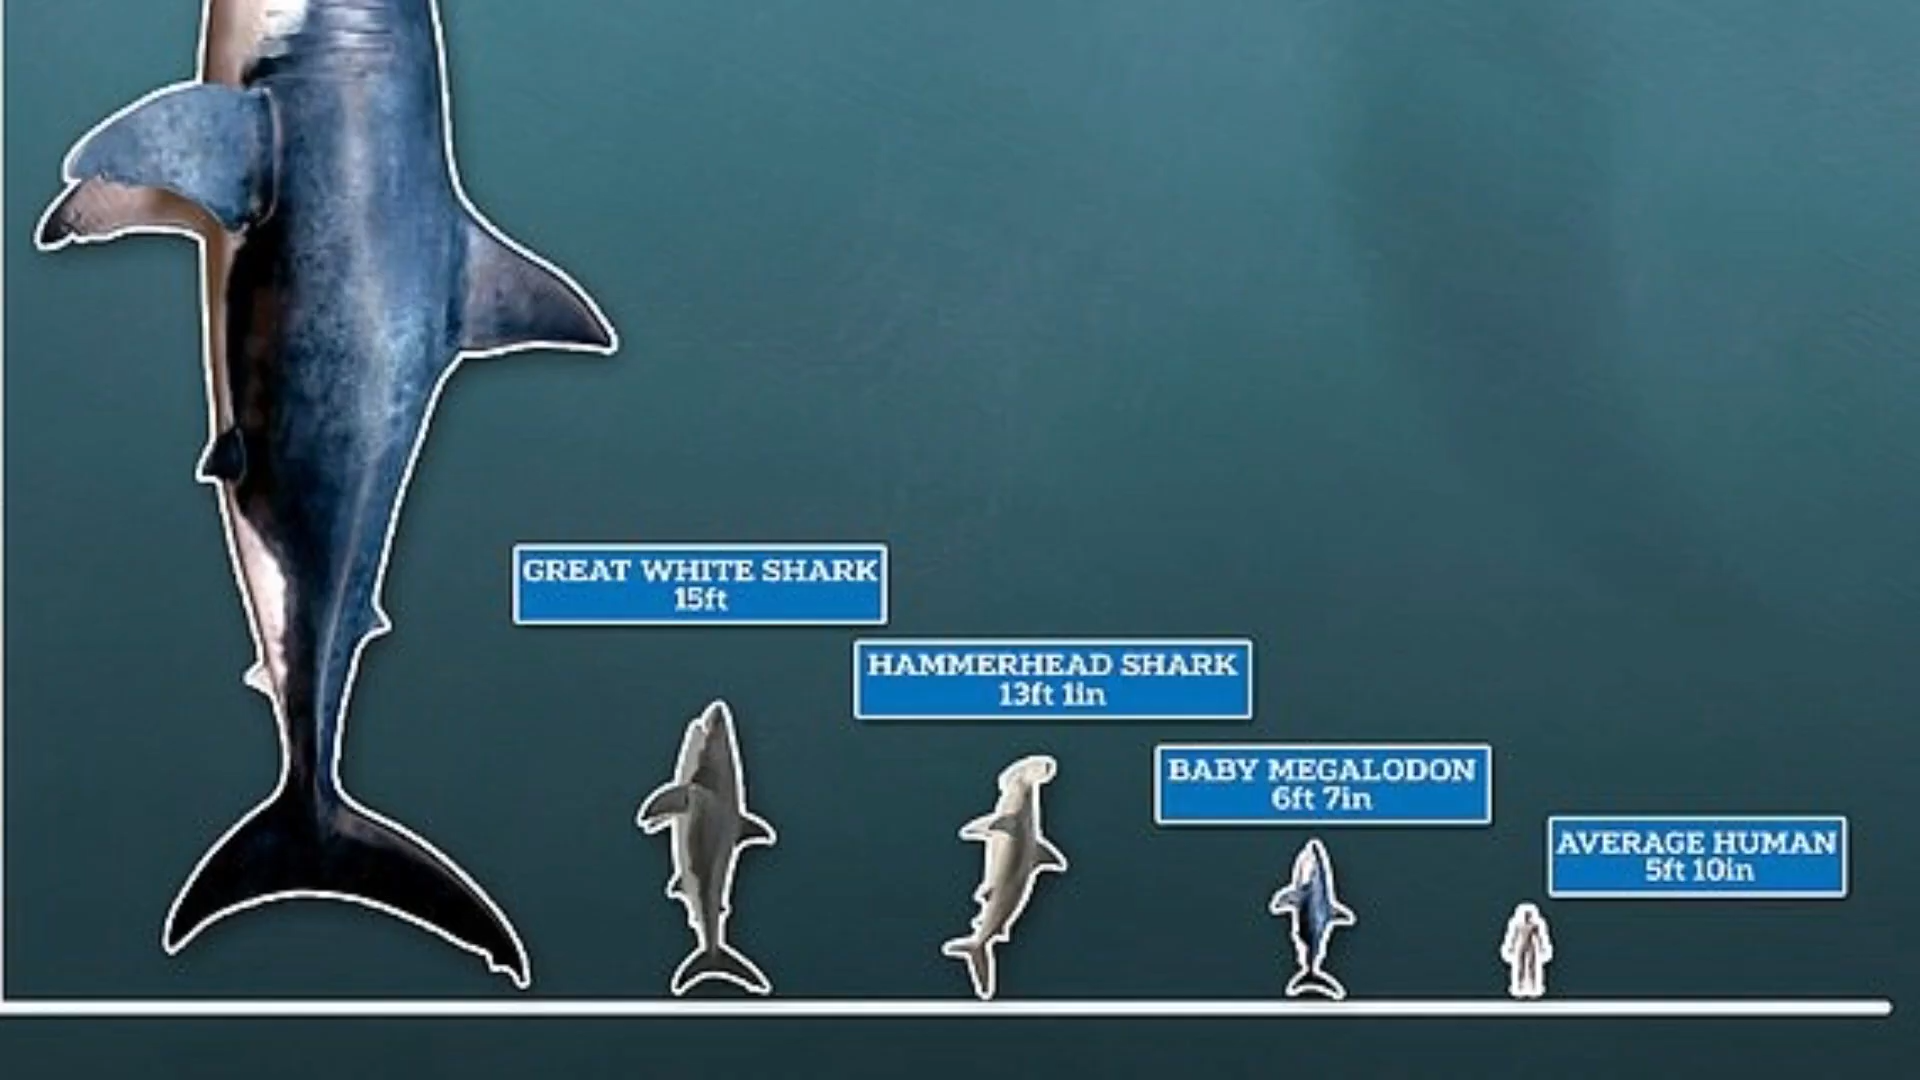 GREAT WHITE SHARK
15ft
HAMMERHEAD SHARK
13ft 1in
BABY MEGALODON
6ft 7in
AVERAGE HUMAN
5ft 10in